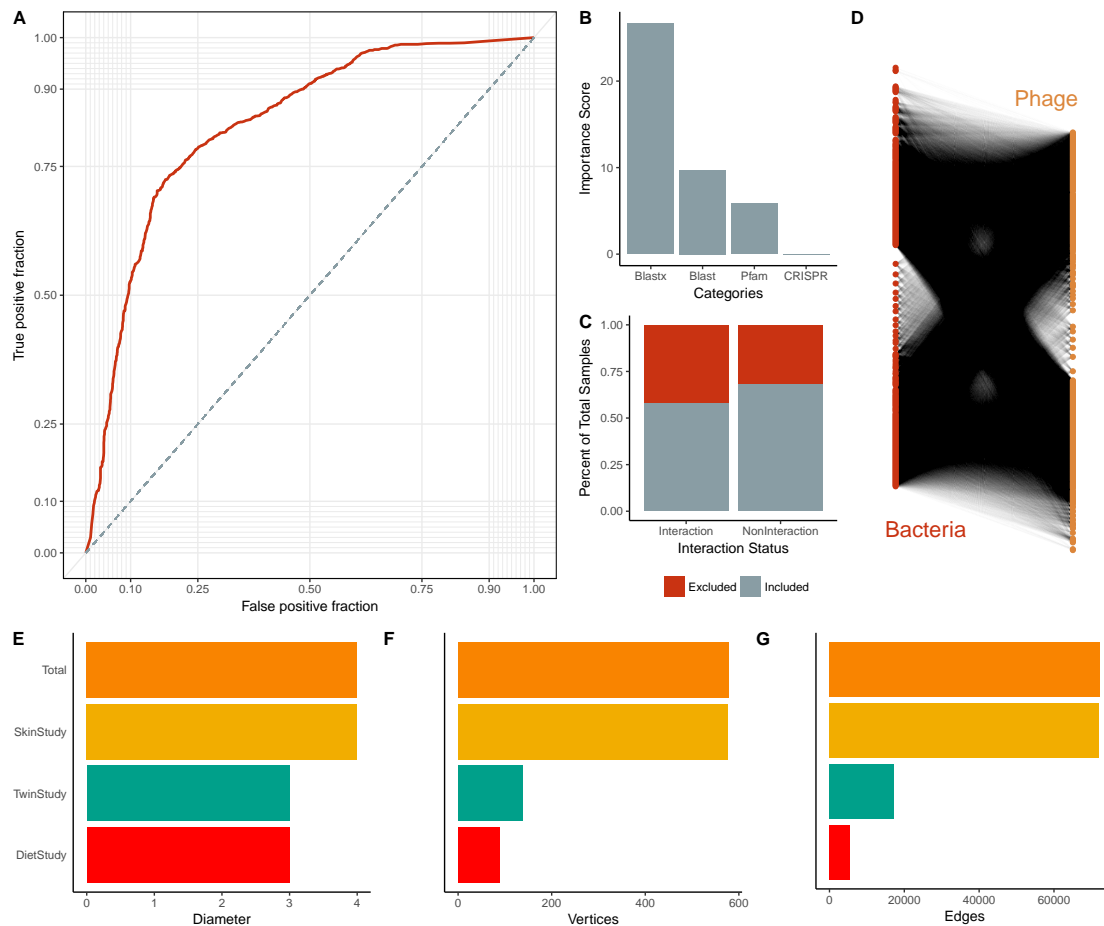 A
True positive fraction
1.00
0.90
0.75
0.50
0.25
0.10
0.00
0.00 0.10 0.25 0.50 0.75 0.90 1.00
False positive fraction
B
Importance Score
20
10
0
Blastx Blast Pfam CRISPR
Categories
C
Percent of Total Samples
1.00
0.75
0.50
0.25
0.00
Interaction NonInteraction
Interaction Status
Excluded Included
D
Phage
Bacteria
E
Total
SkinStudy
TwinStudy
DietStudy
0 1 2 3 4
Diameter
F
0 200 400 600
Vertices
G
0 20000 40000 60000
Edges